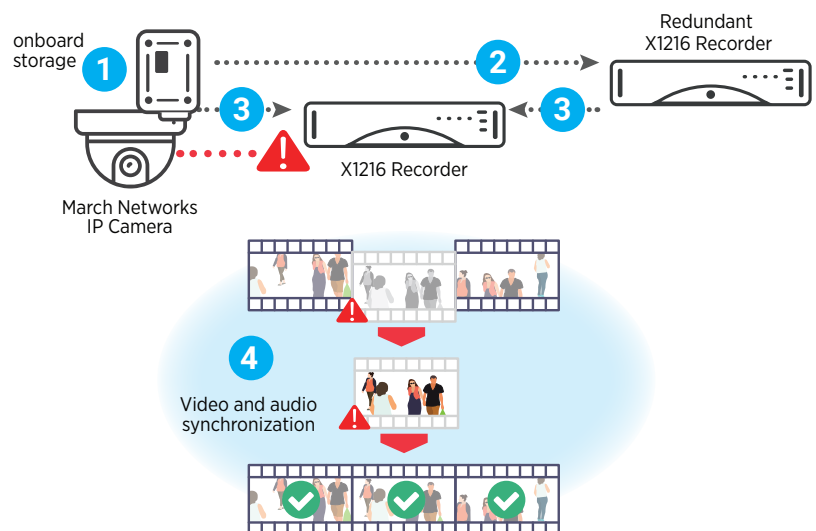 Redundant
X1216 Recorder
onboard
storage
1
2
3
3
X1216 Recorder
March Networks
IP Camera
4
Video and audio
synchronization